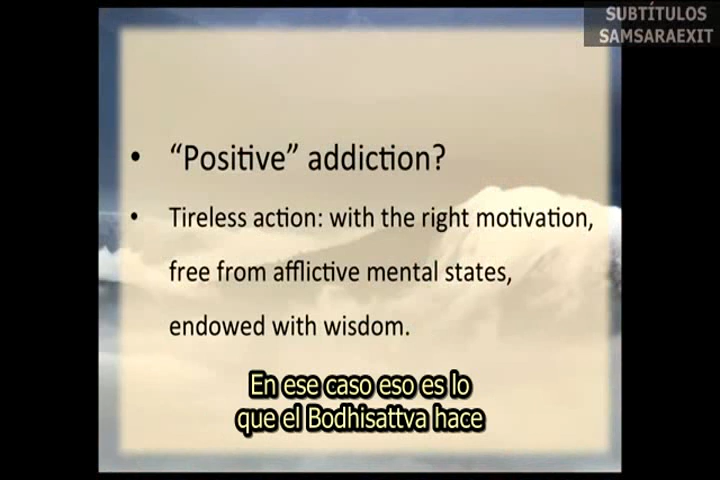 SUBTÍTULOS
SAMSARAEXIT
• “Positive” addiction?
• Tireless action: with the right motivation,
free from afflictive mental states,
endowed with wisdom.
En ese caso eso es lo
que el Bodhisattva hace